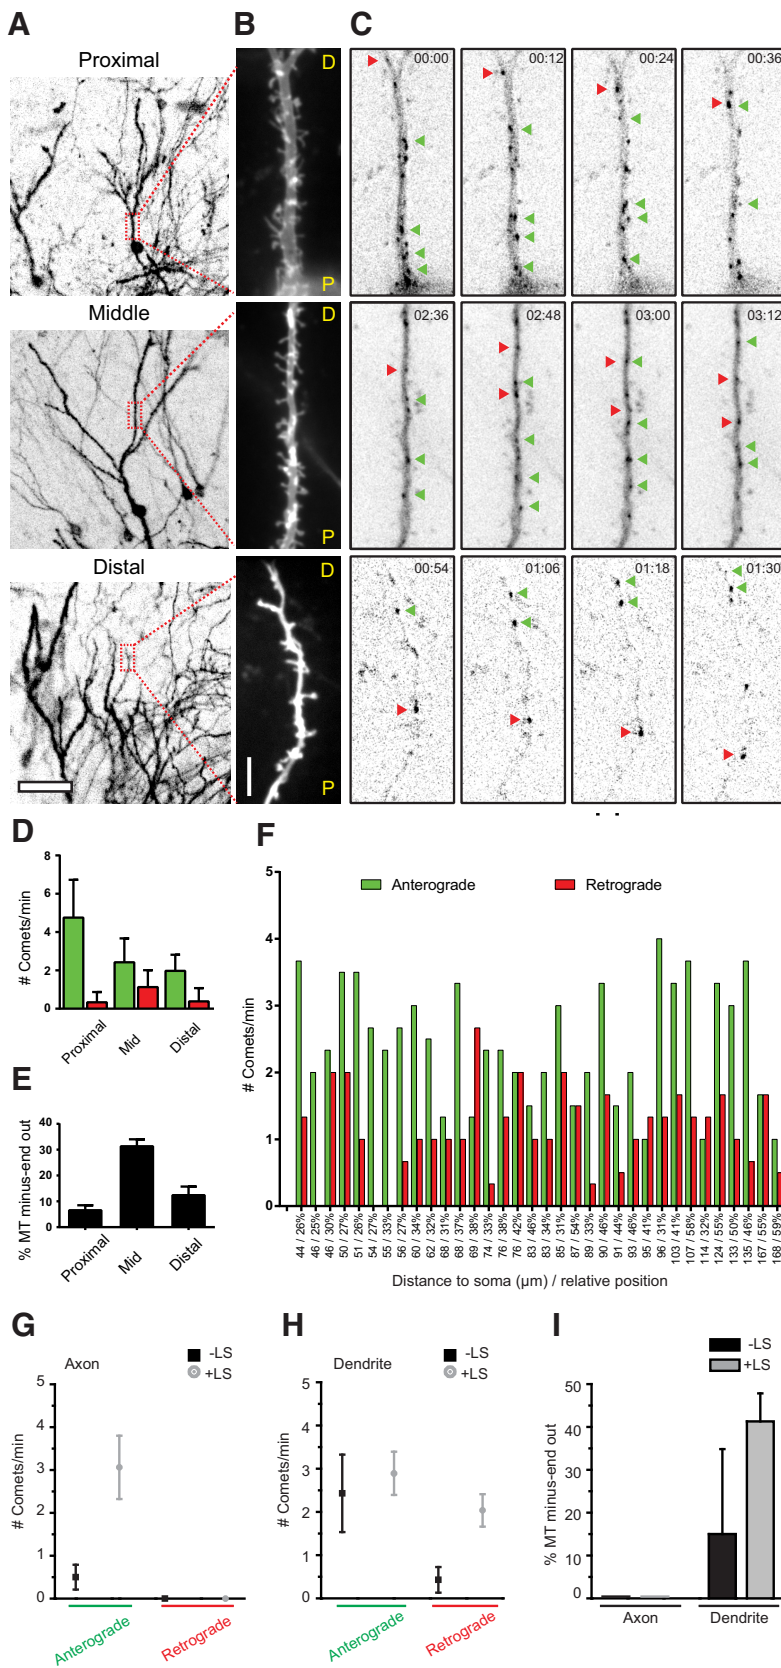 A
B
C
Proximal
D
P
00:00
00:12
00:24
00:36
Middle
D
P
02:36
02:48
03:00
03:12
Distal
D
P
00:54
01:06
01:18
01:30
D
# Comets/min
8
6
4
2
0
Proximal
Mid
Distal
E
% MT minus-end out
40
30
20
10
0
Proximal
Mid
Distal
F
Anterograde
Retrograde
# Comets/min
5
4
3
2
1
0
44 / 26%
46 / 25%
46 / 30%
50 / 27%
51 / 26%
54 / 27%
55 / 33%
56 / 27%
60 / 34%
62 / 32%
68 / 31%
68 / 37%
69 / 38%
74 / 33%
76 / 38%
76 / 42%
83 / 46%
83 / 34%
85 / 31%
87 / 54%
89 / 33%
90 / 46%
91 / 44%
93 / 46%
95 / 41%
96 / 31%
103 / 41%
107 / 58%
114 / 32%
124 / 55%
133 / 50%
135 / 46%
167 / 55%
168 / 59%
Distance to soma (µm) / relative position
G
Axon
-LS
+LS
# Comets/min
5
4
3
2
1
0
Anterograde
Retrograde
H
Dendrite
-LS
+LS
# Comets/min
5
4
3
2
1
0
Anterograde
Retrograde
I
-LS
+LS
% MT minus-end out
50
40
30
20
10
0
Axon
Dendrite